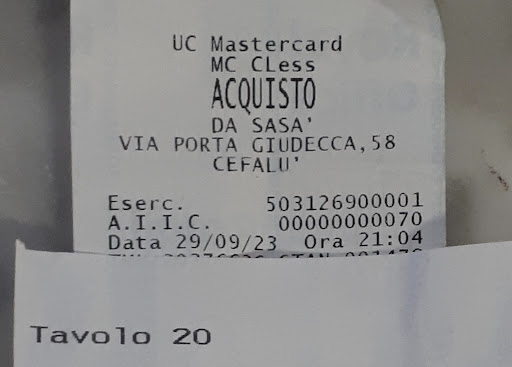 UC Mastercard
MC CLess
ACQUISTO
DA SASA'
VIA PORTA GIUDECCA,58
CEFALU'
Eserc. 503126900001
A.I.I.C. 00000000070
Data 29/09/23 Ora 21:04
Tavolo 20